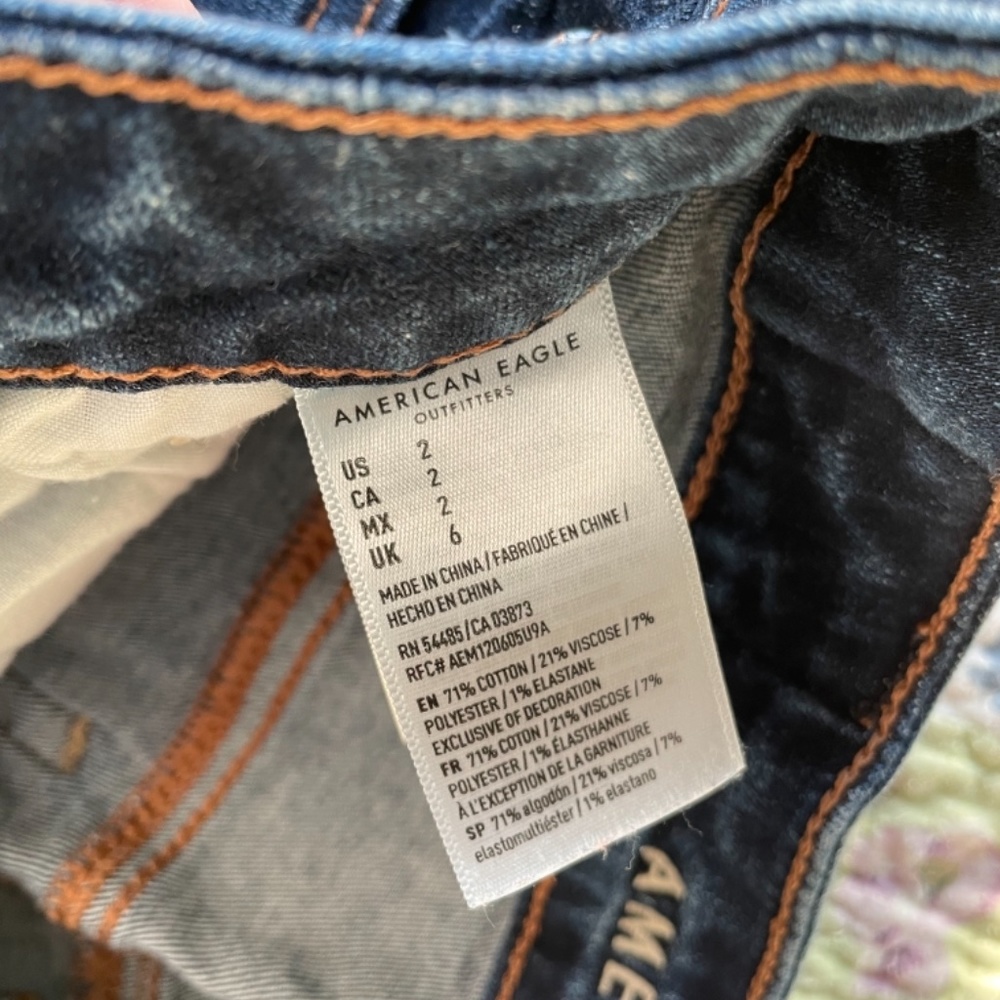 AMERICAN EAGLE
OUTFITTERS
US 2
CA 2
MX 2
UK 6
MADE IN CHINA / FABRIQUÉ EN CHINE /
HECHO EN CHINA
RN 54485 / CA 03873
RFC# AEM120605U9A
EN 71% COTTON / 21% VISCOSE / 7%
POLYESTER / 1% ELASTANE
EXCLUSIVE OF DECORATION
FR 71% COTON / 21% VISCOSE / 7%
POLYESTER / 1% ÉLASTHANNE
À L'EXCEPTION DE LA GARNITURE
SP 71% algodón / 21% viscosa / 7%
elastomultiéster / 1% elastano
AME